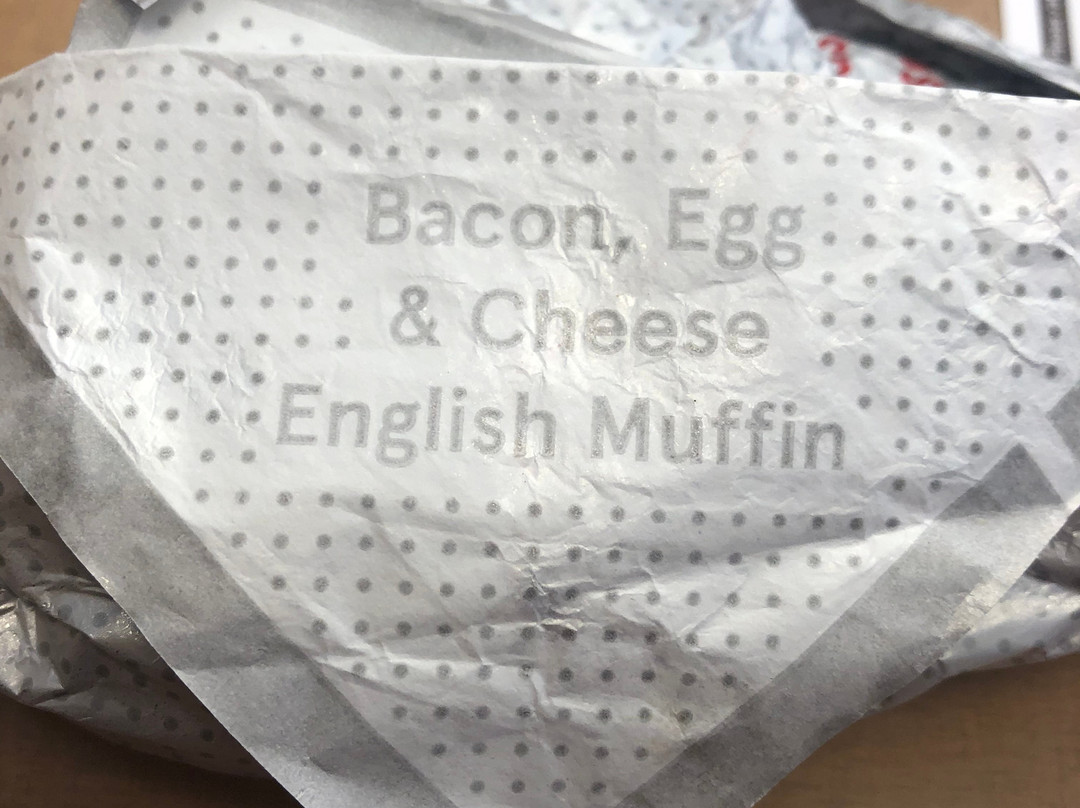 Bacon, Egg
& Cheese
English Muffin